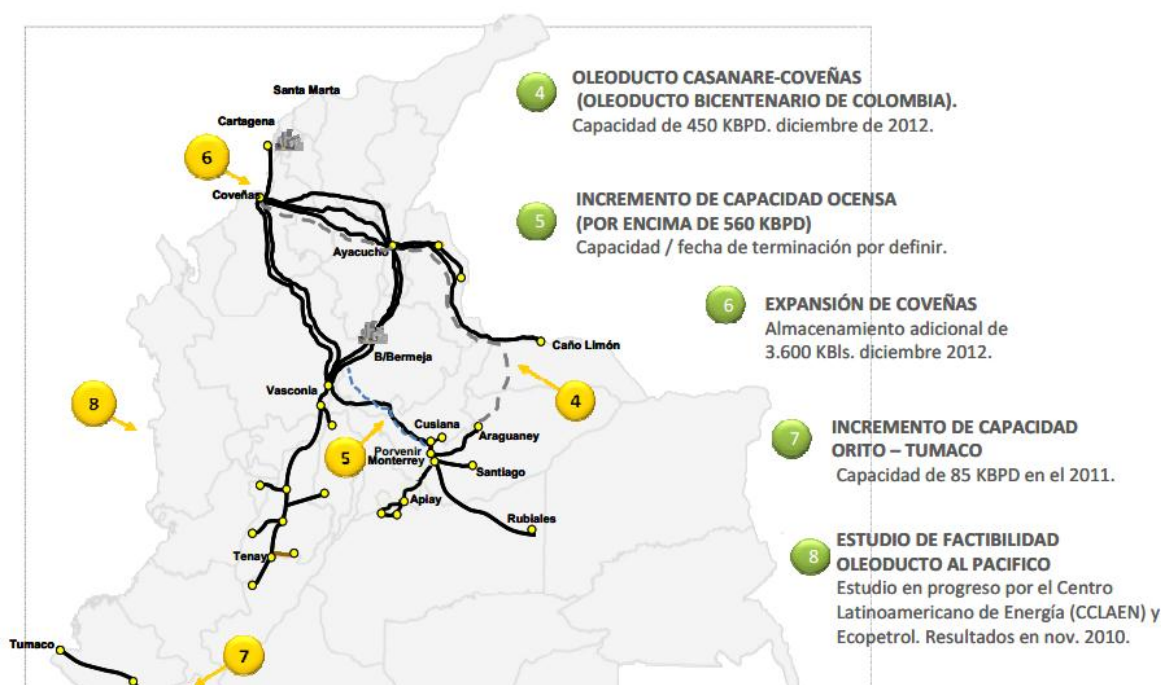 Santa Marta
Cartagena
6
Coveñas
Ayacucho
Caño Limón
B/Bermeja
Vasconia
8
4
Cusiana
Araguaney
5
Porvenir
Monterrey
Santiago
Apiay
Rubiales
Tenay
Tumaco
7
4
OLEODUCTO CASANARE-COVEÑAS
(OLEODUCTO BICENTENARIO DE COLOMBIA).
Capacidad de 450 KBPD. diciembre de 2012.
5
INCREMENTO DE CAPACIDAD OCENSA
(POR ENCIMA DE 560 KBPD)
Capacidad / fecha de terminación por definir.
6
EXPANSIÓN DE COVEÑAS
Almacenamiento adicional de
3.600 KBls. diciembre 2012.
7
INCREMENTO DE CAPACIDAD
ORITO – TUMACO
Capacidad de 85 KBPD en el 2011.
8
ESTUDIO DE FACTIBILIDAD
OLEODUCTO AL PACIFICO
Estudio en progreso por el Centro
Latinoamericano de Energía (CCLAEN) y
Ecopetrol. Resultados en nov. 2010.